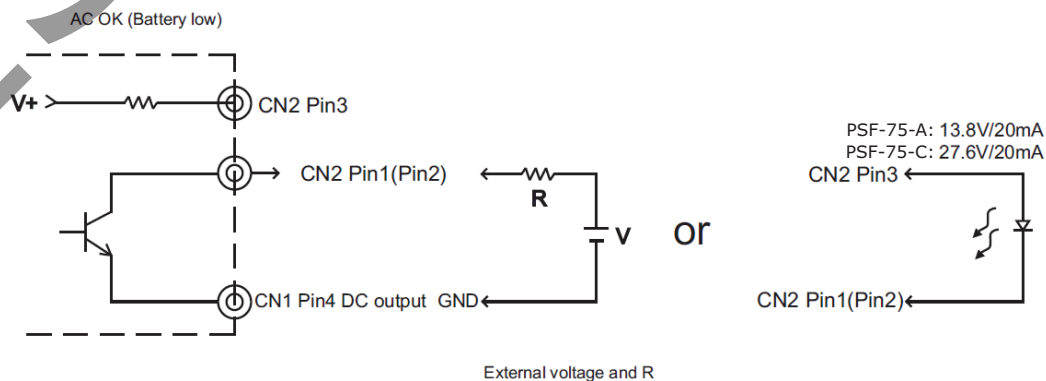 AC OK (Battery low)
V+
CN2 Pin3
PSF-75-A: 13.8V/20mA
PSF-75-C: 27.6V/20mA
CN2 Pin3
CN2 Pin1(Pin2)
R
V
or
CN1 Pin4 DC output GND
CN2 Pin1(Pin2)
External voltage and R